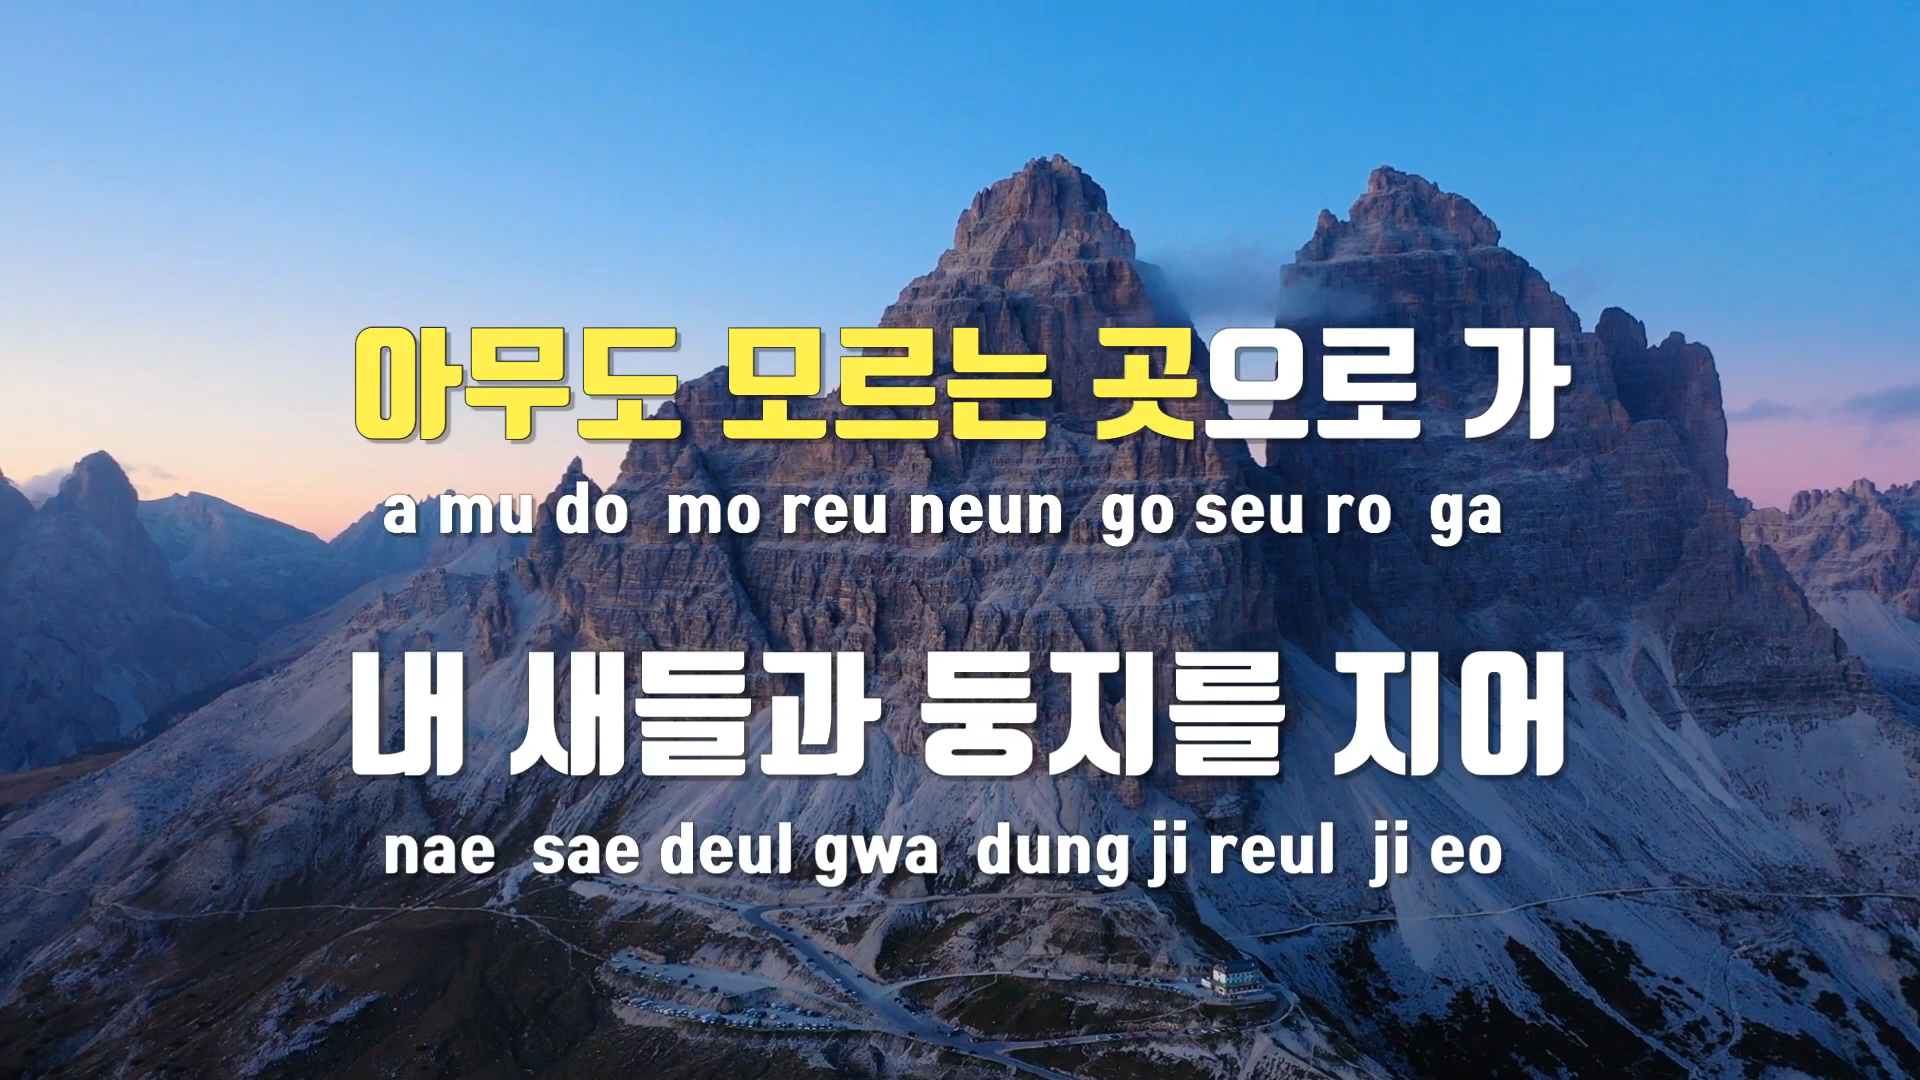 아무도 모르는 곳으로 가
a mu do mo reu neun go seu ro ga
내 새들과 둥지를 지어
nae sae deul gwa dung ji reul ji eo